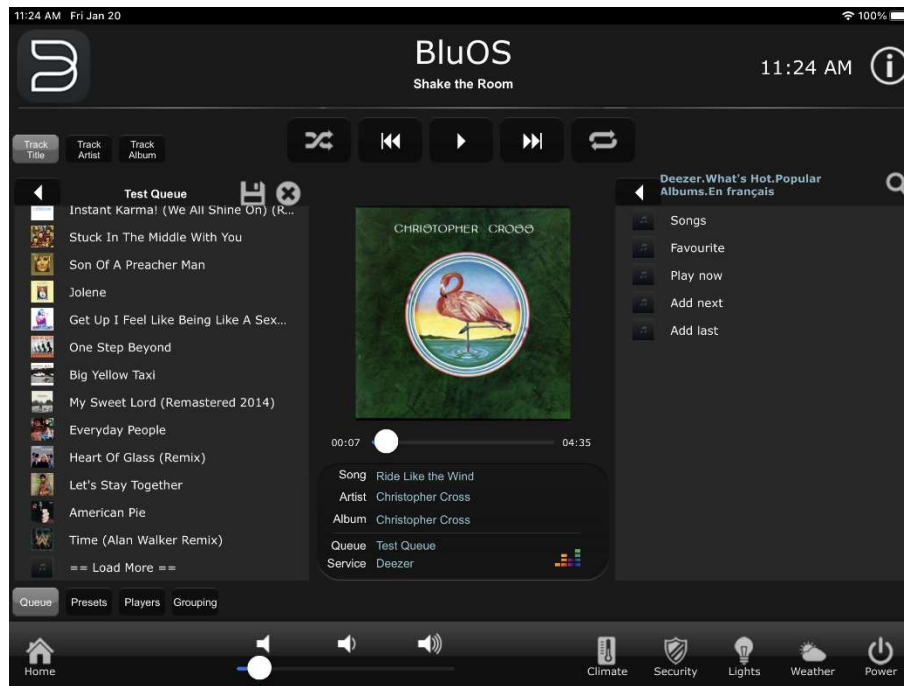 11:24 AM Fri Jan 20
100%
BluOS
Shake the Room
11:24 AM
Track Title
Track Artist
Track Album
Test Queue
Instant Karma! (We All Shine On) (R...
Stuck In The Middle With You
Son Of A Preacher Man
Jolene
Get Up I Feel Like Being Like A Sex...
One Step Beyond
Big Yellow Taxi
My Sweet Lord (Remastered 2014)
Everyday People
Heart Of Glass (Remix)
Let's Stay Together
American Pie
Time (Alan Walker Remix)
== Load More ==
CHRISTOPHER CROSS
00:07
04:35
Song Ride Like the Wind
Artist Christopher Cross
Album Christopher Cross
Queue Test Queue
Service Deezer
Deezer.What's Hot.Popular
Albums.En français
Songs
Favourite
Play now
Add next
Add last
Queue Presets Players Grouping
Home
Climate Security Lights Weather Power